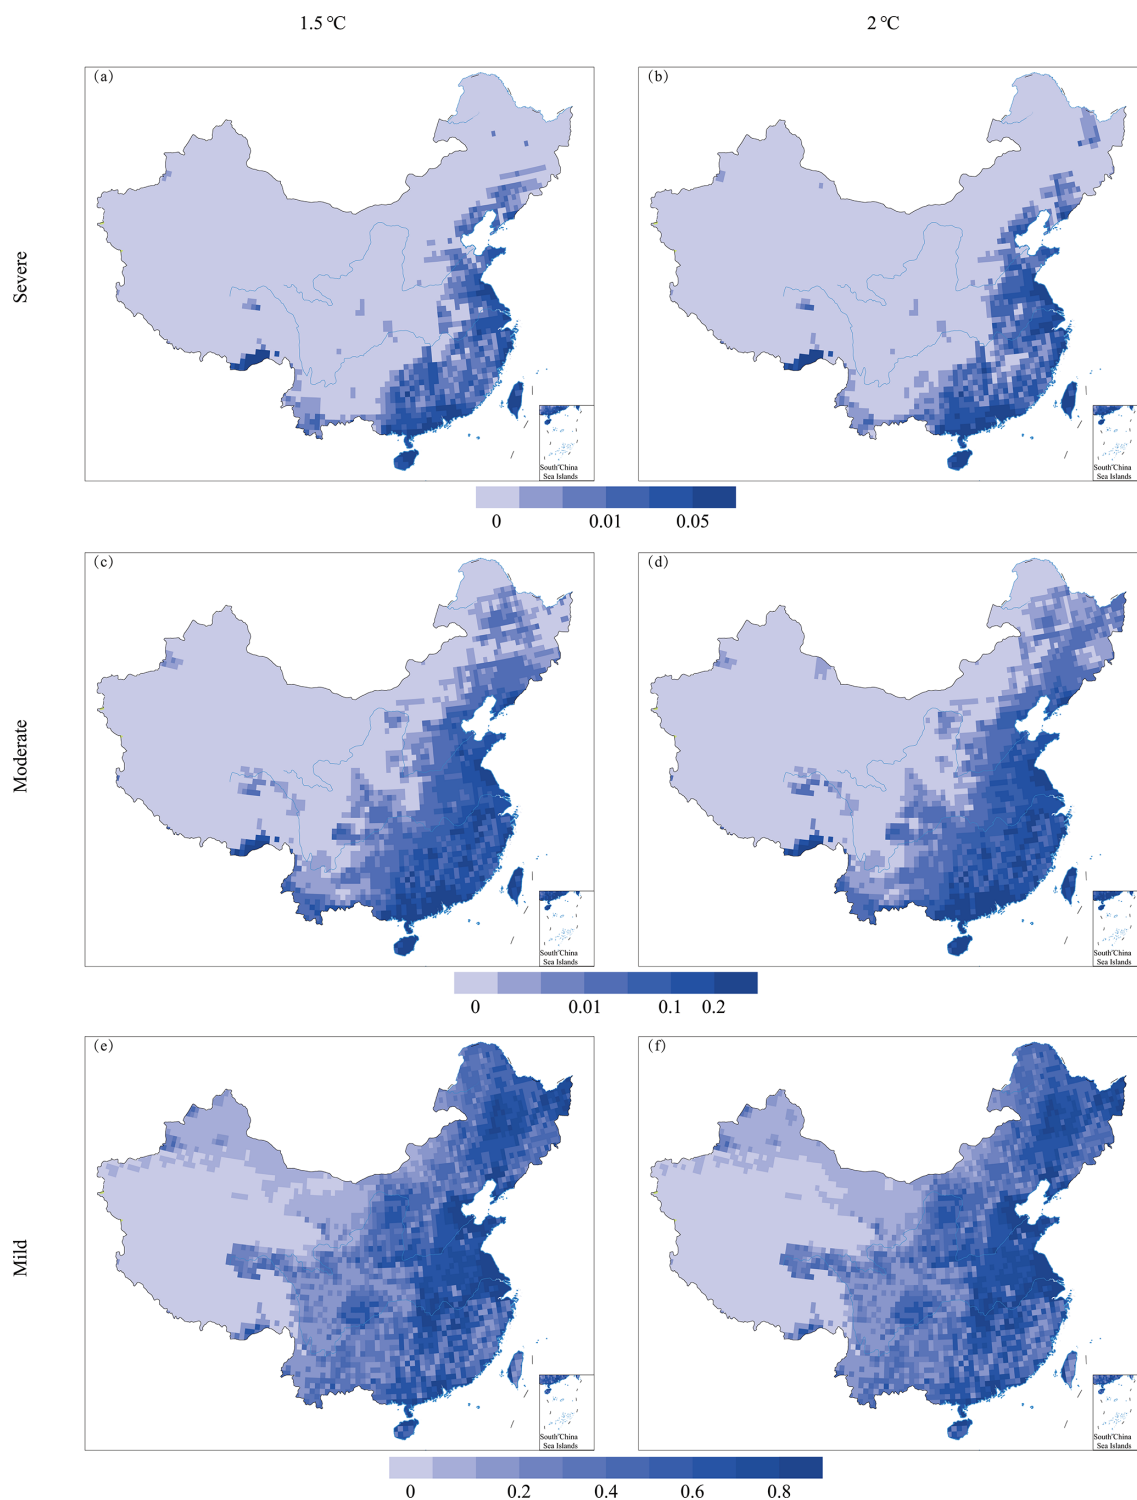 1.5℃
2℃
Severe
(a)
(b)
South China
Sea Islands
South China
Sea Islands
0 0.01 0.05
Moderate
(c)
(d)
South China
Sea Islands
South China
Sea Islands
0 0.01 0.1 0.2
Mild
(e)
(f)
South China
Sea Islands
South China
Sea Islands
0 0.2 0.4 0.6 0.8